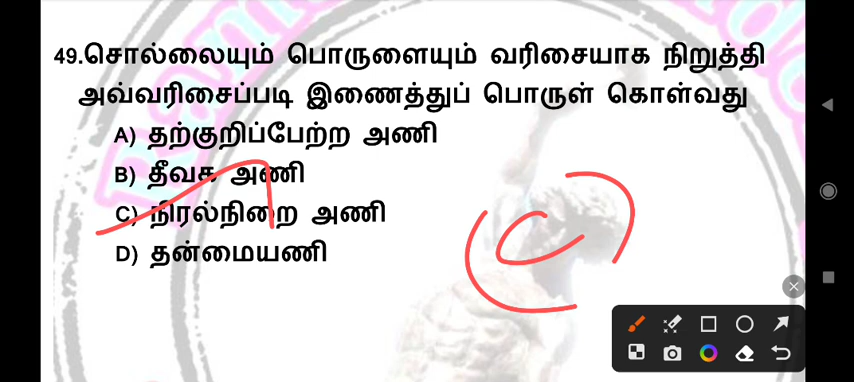 49.சொல்லையும் பொருளையும் வரிசையாக நிறுத்தி
அவ்வரிசைப்படி இணைத்துப் பொருள் கொள்வது
A) தற்குறிப்பேற்ற அணி
B) தீவக அணி
C) நிரல்நிறை அணி
D) தன்மையணி
C